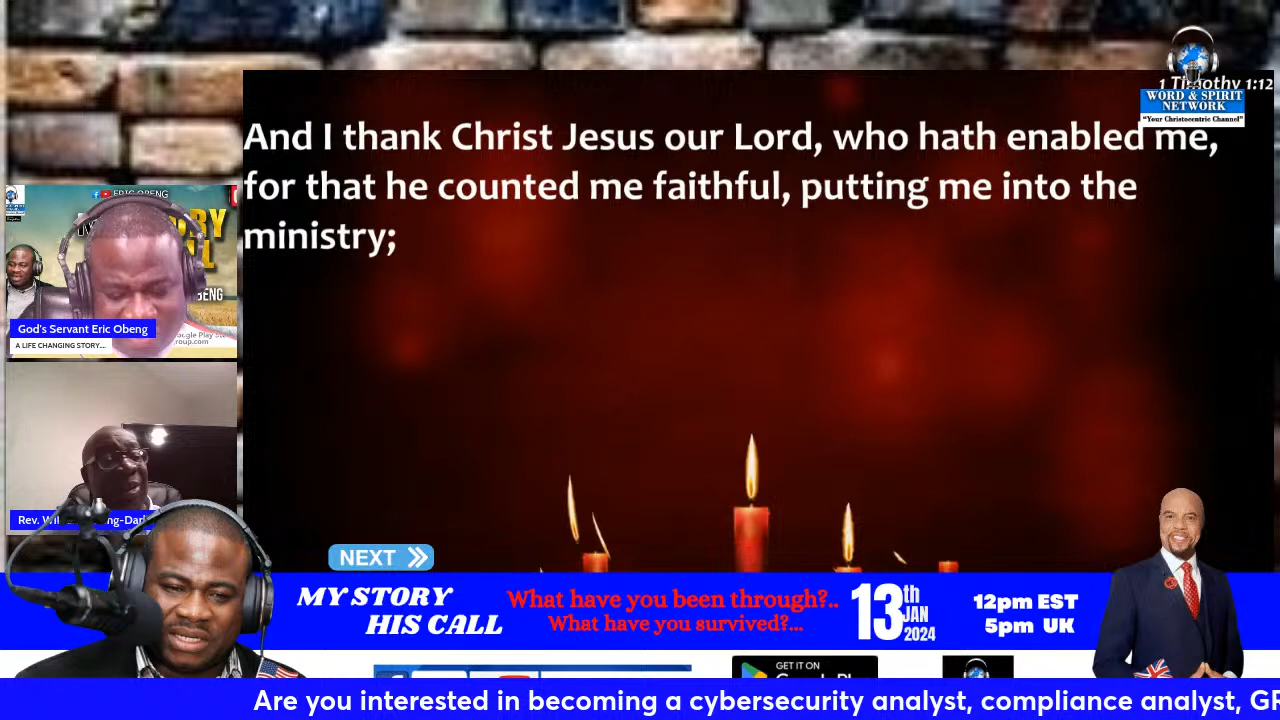 1 Timothy 1:12
WORD & SPIRIT
NETWORK
"Your Christocentric Channel"
And I thank Christ Jesus our Lord, who hath enabled me,
for that he counted me faithful, putting me into the
ministry;
ERIC OBENG
God's Servant Eric Obeng
A LIFE CHANGING STORY....
Rev.
NEXT
MY STORY
HIS CALL
What have you been through?..
What have you survived?...
13th
JAN
2024
12pm EST
5pm UK
GET IT ON
Are you interested in becoming a cybersecurity analyst, compliance analyst,